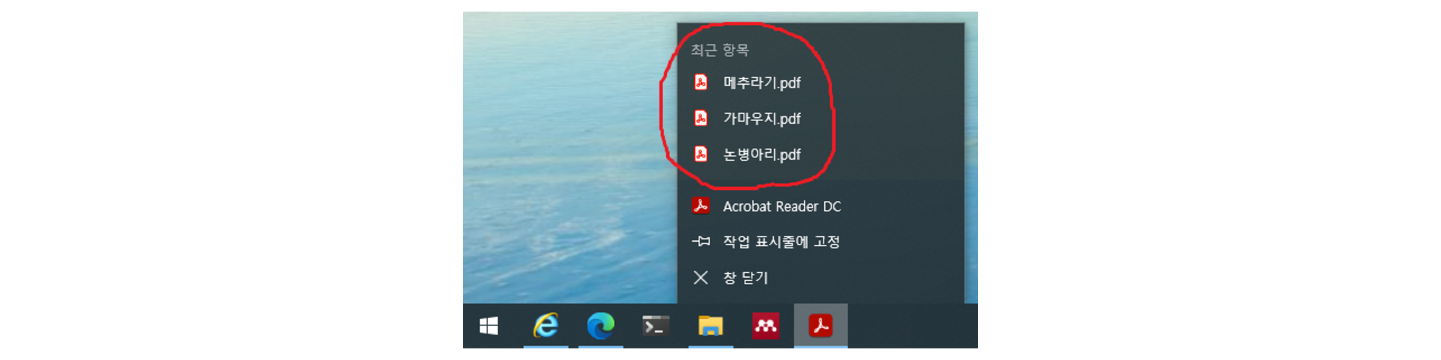 최근 항목
메추라기.pdf
가마우지.pdf
논병아리.pdf
Acrobat Reader DC
작업 표시줄에 고정
창 닫기